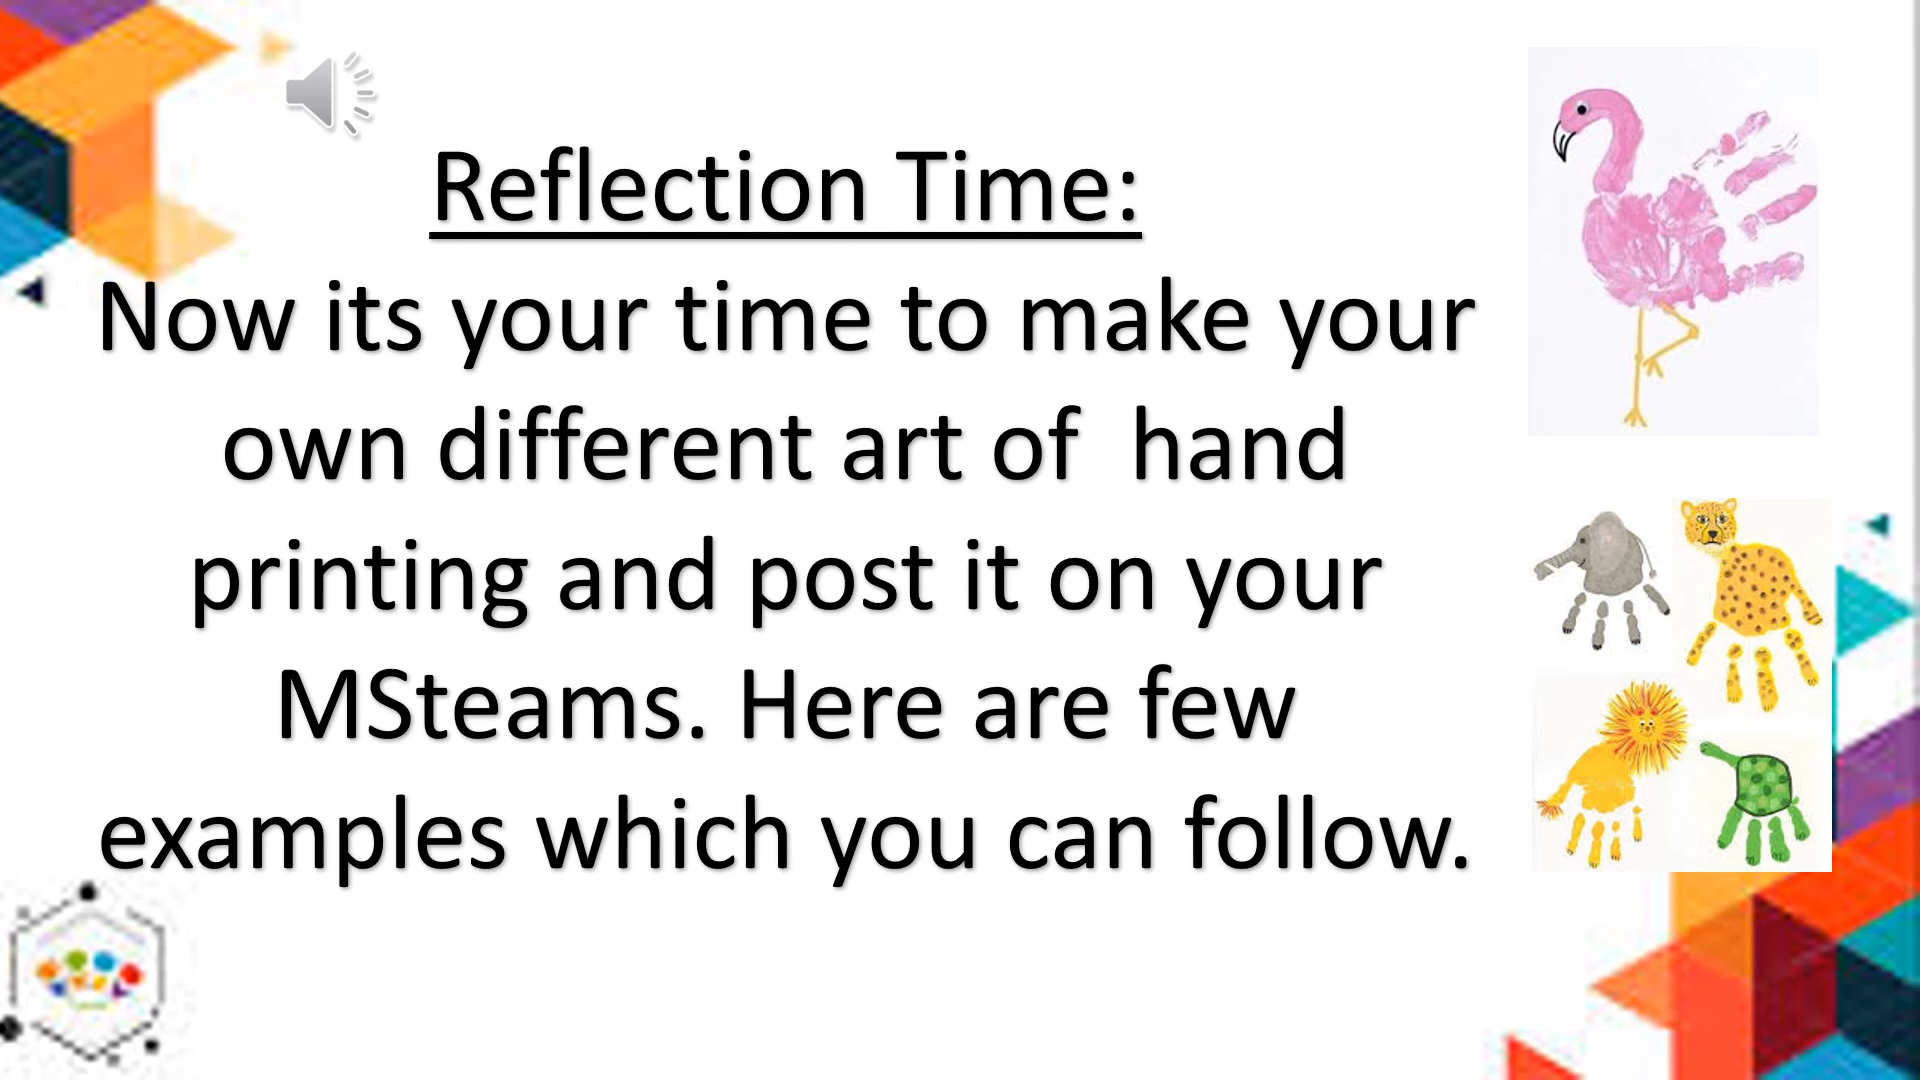 Reflection Time:
Now its your time to make your
own different art of  hand
printing and post it on your
MSteams. Here are few
examples which you can follow.